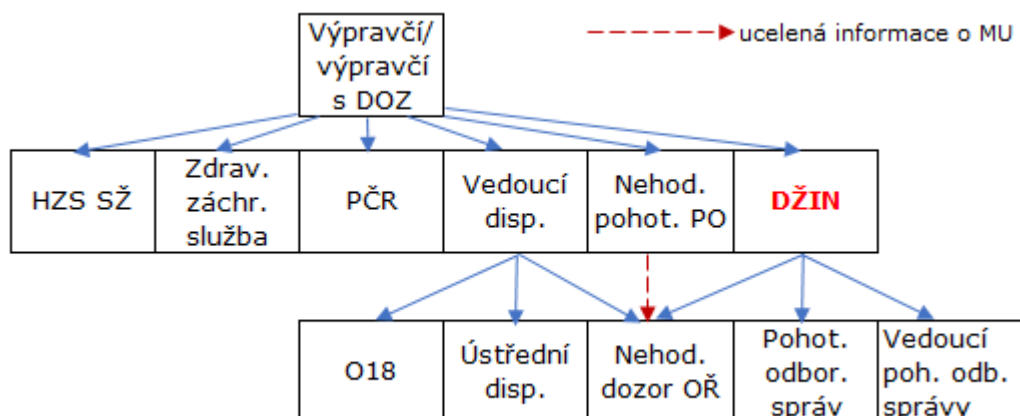 Výpravčí/
výpravčí
s DOZ
ucelená informace o MU
HZS SŽ
Zdrav.
záchr.
služba
PČR
Vedoucí
disp.
Nehod.
pohot. PO
DŽIN
O18
Ústřední
disp.
Nehod.
dozor OŘ
Pohot.
odbor.
správ
Vedoucí
poh. odb.
správy